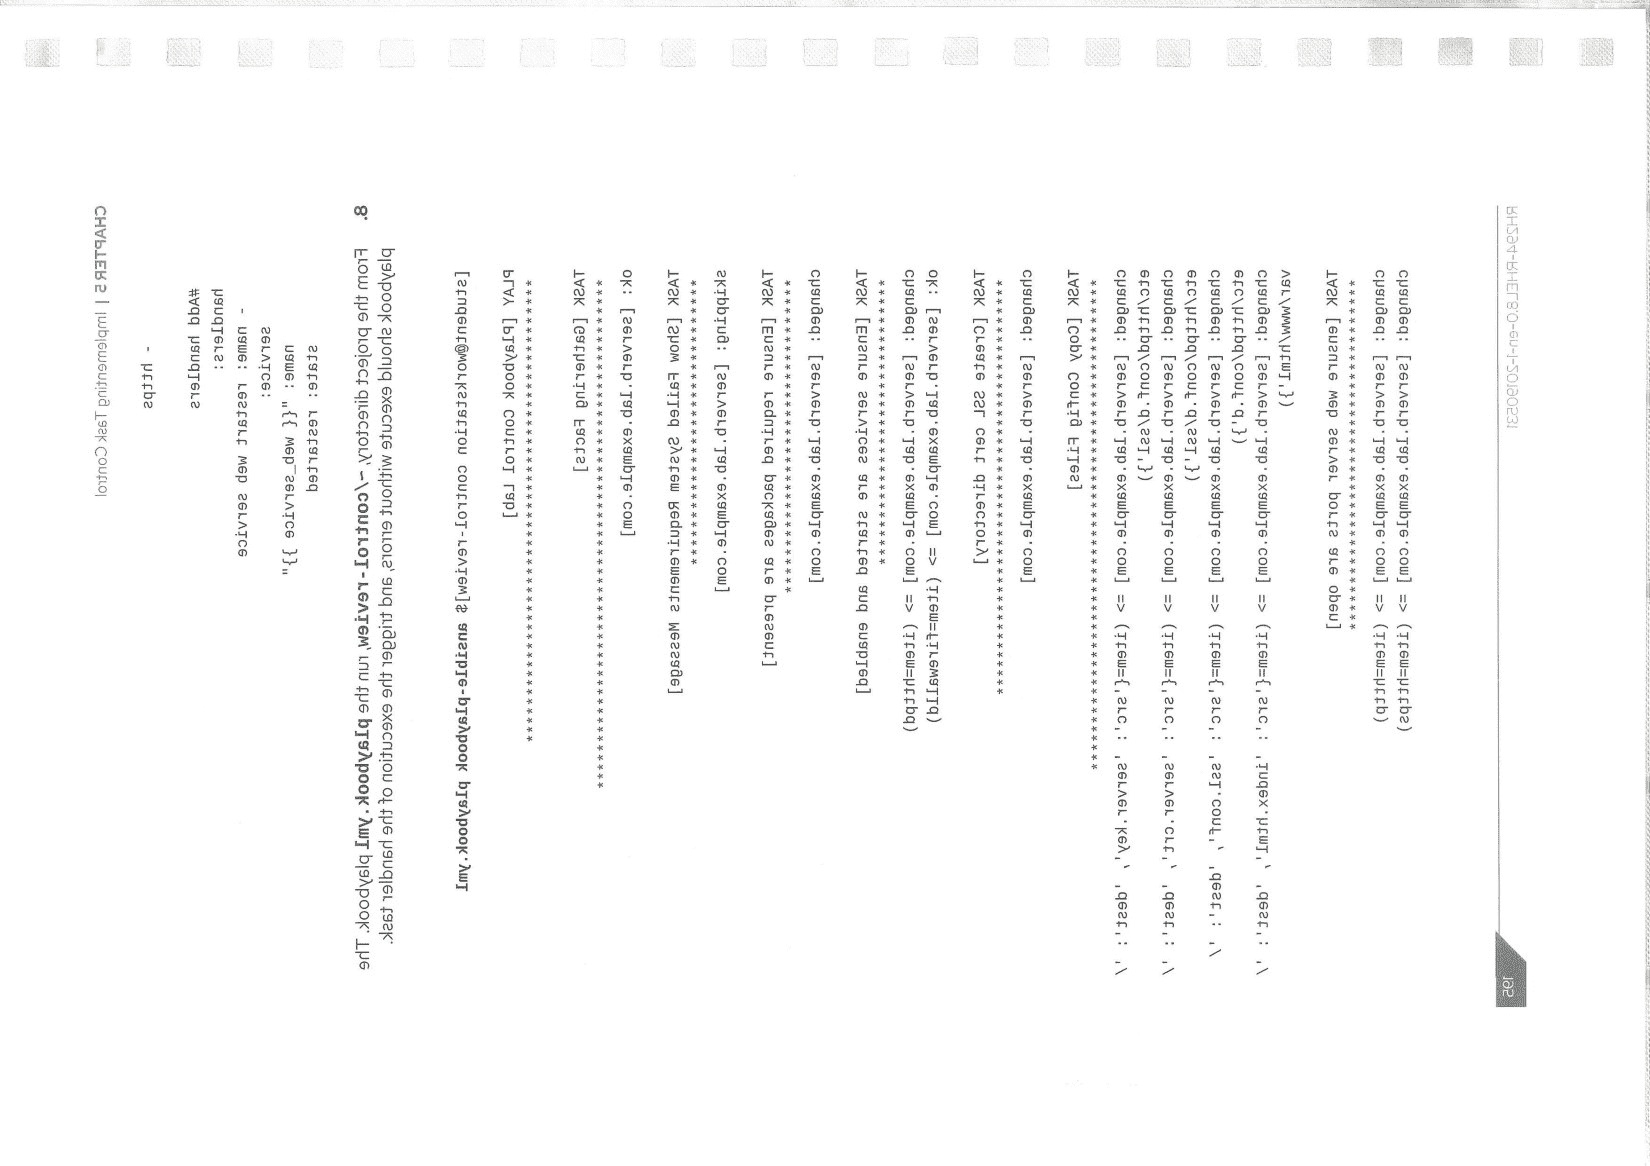 CHAPTER 5 | Implementing Task Control
- https
#Add handlers
handlers:
- name: restart web service
service:
name: "{{ web_service }}"
state: restarted
8. From the project directory, ~/control-review, run the playbook.yml playbook. The
playbook should execute without errors, and trigger the execution of the handler task.
[student@workstation control-review]$ ansible-playbook playbook.yml
PLAY [Playbook Control Lab]
**************************************************
TASK [Gathering Facts]
*******************************************************
ok: [serverb.lab.example.com]
TASK [Show Failed System Requirements Message]
*******************************
skipping: [serverb.lab.example.com]
TASK [Ensure required packages are present]
**********************************
changed: [serverb.lab.example.com]
TASK [Ensure services are started and enabled]
*******************************
changed: [serverb.lab.example.com] => (item=httpd)
ok: [serverb.lab.example.com] => (item=firewalld)
TASK [create ssl cert directory]
*********************************************
changed: [serverb.lab.example.com]
TASK [Copy Config Files]
*****************************************************
changed: [serverb.lab.example.com] => (item={'src': 'server.key', 'dest': '/
etc/httpd/conf.d/ssl'})
changed: [serverb.lab.example.com] => (item={'src': 'server.crt', 'dest': '/
etc/httpd/conf.d/ssl'})
changed: [serverb.lab.example.com] => (item={'src': 'ssl.conf', 'dest': '/
etc/httpd/conf.d'})
changed: [serverb.lab.example.com] => (item={'src': 'index.html', 'dest': '/
var/www/html'})
TASK [ensure web server ports are open]
**************************************
changed: [serverb.lab.example.com] => (item=http)
changed: [serverb.lab.example.com] => (item=https)
RH294-RHEL8.0-en-1-20190531
195